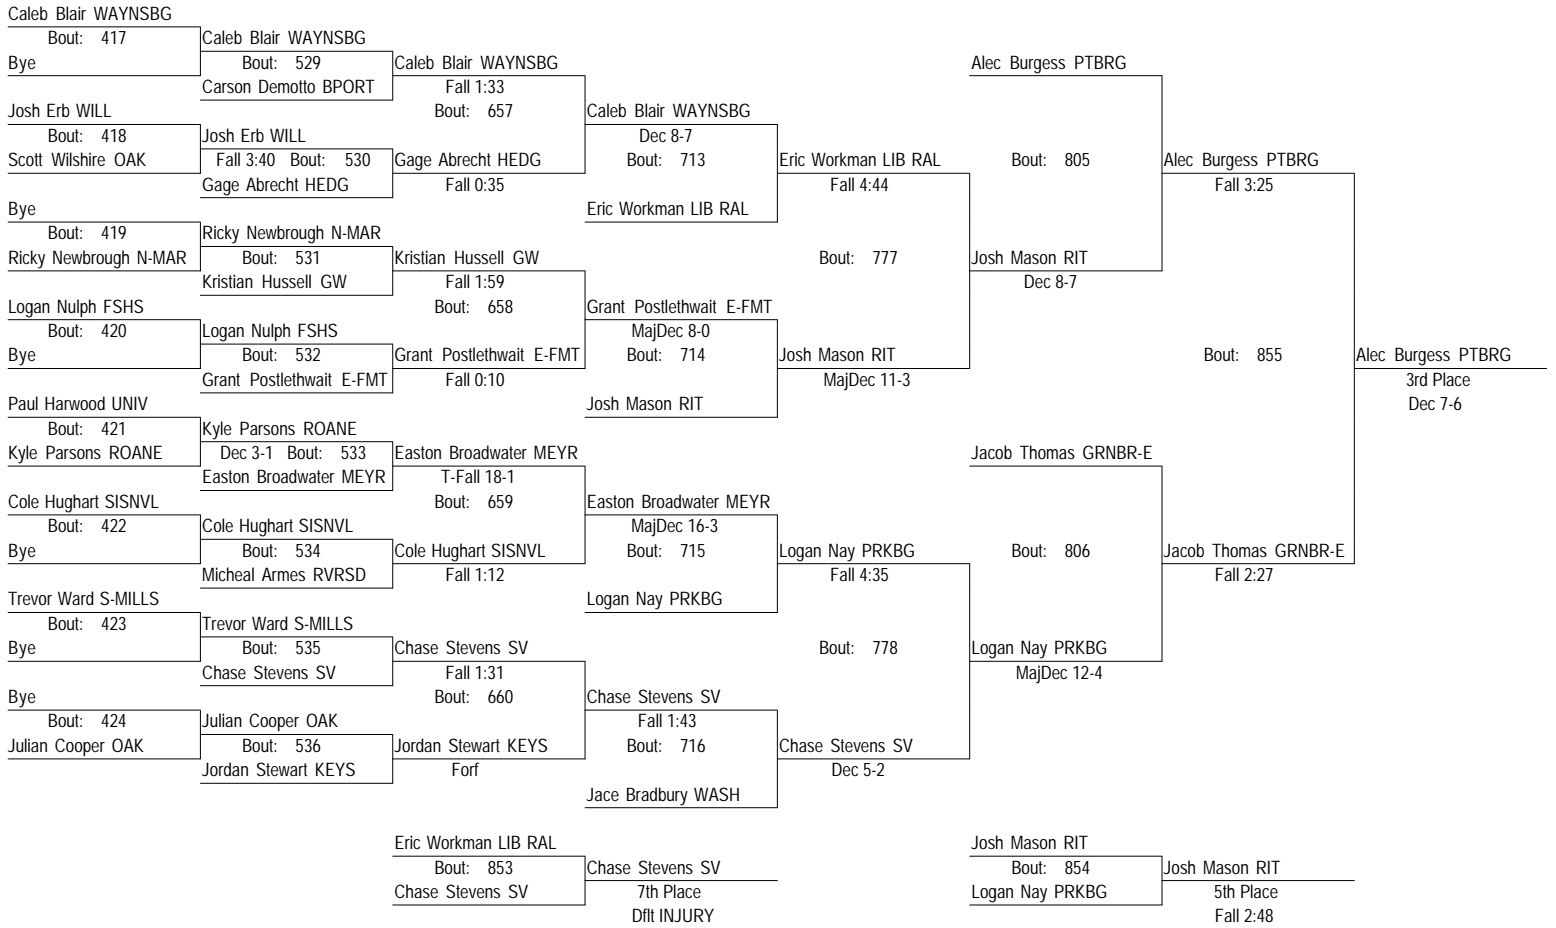 Caleb Blair WAYNSBG
Bout: 417
Bye
Caleb Blair WAYNSBG
Bout: 529
Carson Demotto BPORT
Caleb Blair WAYNSBG
Fall 1:33
Bout: 657
Josh Erb WILL
Bout: 418
Scott Wilshire OAK
Josh Erb WILL
Fall 3:40 Bout: 530
Gage Abrecht HEDG
Gage Abrecht HEDG
Fall 0:35
Caleb Blair WAYNSBG
Dec 8-7
Bout: 713
Eric Workman LIB RAL
Bye
Bout: 419
Ricky Newbrough N-MAR
Ricky Newbrough N-MAR
Bout: 531
Kristian Hussell GW
Kristian Hussell GW
Fall 1:59
Bout: 658
Logan Nulph FSHS
Bout: 420
Bye
Logan Nulph FSHS
Bout: 532
Grant Postlethwait E-FMT
Grant Postlethwait E-FMT
Fall 0:10
Grant Postlethwait E-FMT
MajDec 8-0
Bout: 714
Josh Mason RIT
Eric Workman LIB RAL
Fall 4:44
Bout: 777
Josh Mason RIT
MajDec 11-3
Paul Harwood UNIV
Bout: 421
Kyle Parsons ROANE
Kyle Parsons ROANE
Dec 3-1 Bout: 533
Easton Broadwater MEYR
Easton Broadwater MEYR
T-Fall 18-1
Bout: 659
Cole Hughart SISNVL
Bout: 422
Bye
Cole Hughart SISNVL
Bout: 534
Micheal Armes RVRSD
Cole Hughart SISNVL
Fall 1:12
Easton Broadwater MEYR
MajDec 16-3
Bout: 715
Logan Nay PRKBG
Trevor Ward S-MILLS
Bout: 423
Bye
Trevor Ward S-MILLS
Bout: 535
Chase Stevens SV
Chase Stevens SV
Fall 1:31
Bout: 660
Bye
Bout: 424
Julian Cooper OAK
Julian Cooper OAK
Bout: 536
Jordan Stewart KEYS
Jordan Stewart KEYS
Forf
Chase Stevens SV
Fall 1:43
Bout: 716
Jace Bradbury WASH
Logan Nay PRKBG
Fall 4:35
Bout: 778
Chase Stevens SV
Dec 5-2
Alec Burgess PTBRG
Bout: 805
Josh Mason RIT
Dec 8-7
Alec Burgess PTBRG
Fall 3:25
Jacob Thomas GRNBR-E
Bout: 806
Logan Nay PRKBG
MajDec 12-4
Jacob Thomas GRNBR-E
Fall 2:27
Bout: 855
Alec Burgess PTBRG
3rd Place
Dec 7-6
Eric Workman LIB RAL
Bout: 853
Chase Stevens SV
Chase Stevens SV
7th Place
Dflt INJURY
Josh Mason RIT
Bout: 854
Logan Nay PRKBG
Josh Mason RIT
5th Place
Fall 2:48